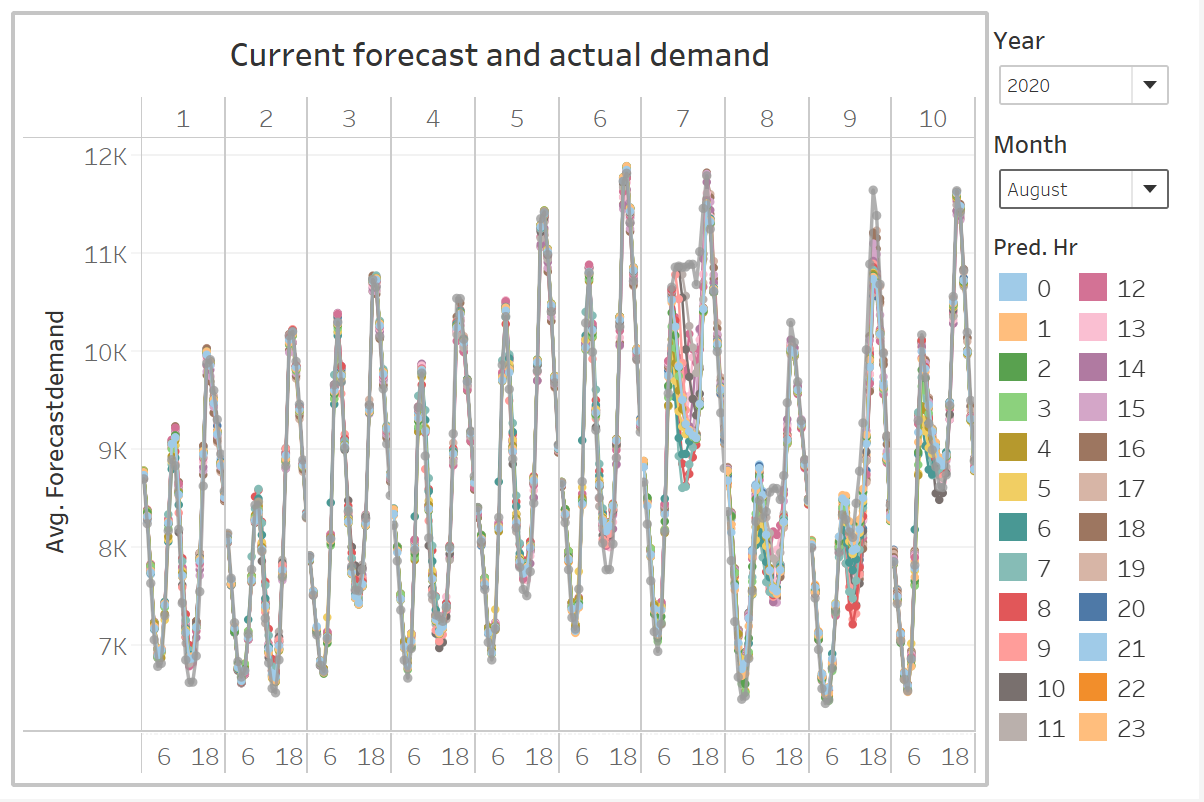 Current forecast and actual demand
1 2 3 4 5 6 7 8 9 10
12K
11K
10K
9K
8K
7K
Avg. Forecastdemand
6 18 6 18 6 18 6 18 6 18 6 18 6 18 6 18 6 18 6 18
Year
2020
Month
August
Pred. Hr
0 12
1 13
2 14
3 15
4 16
5 17
6 18
7 19
8 20
9 21
10 22
11 23